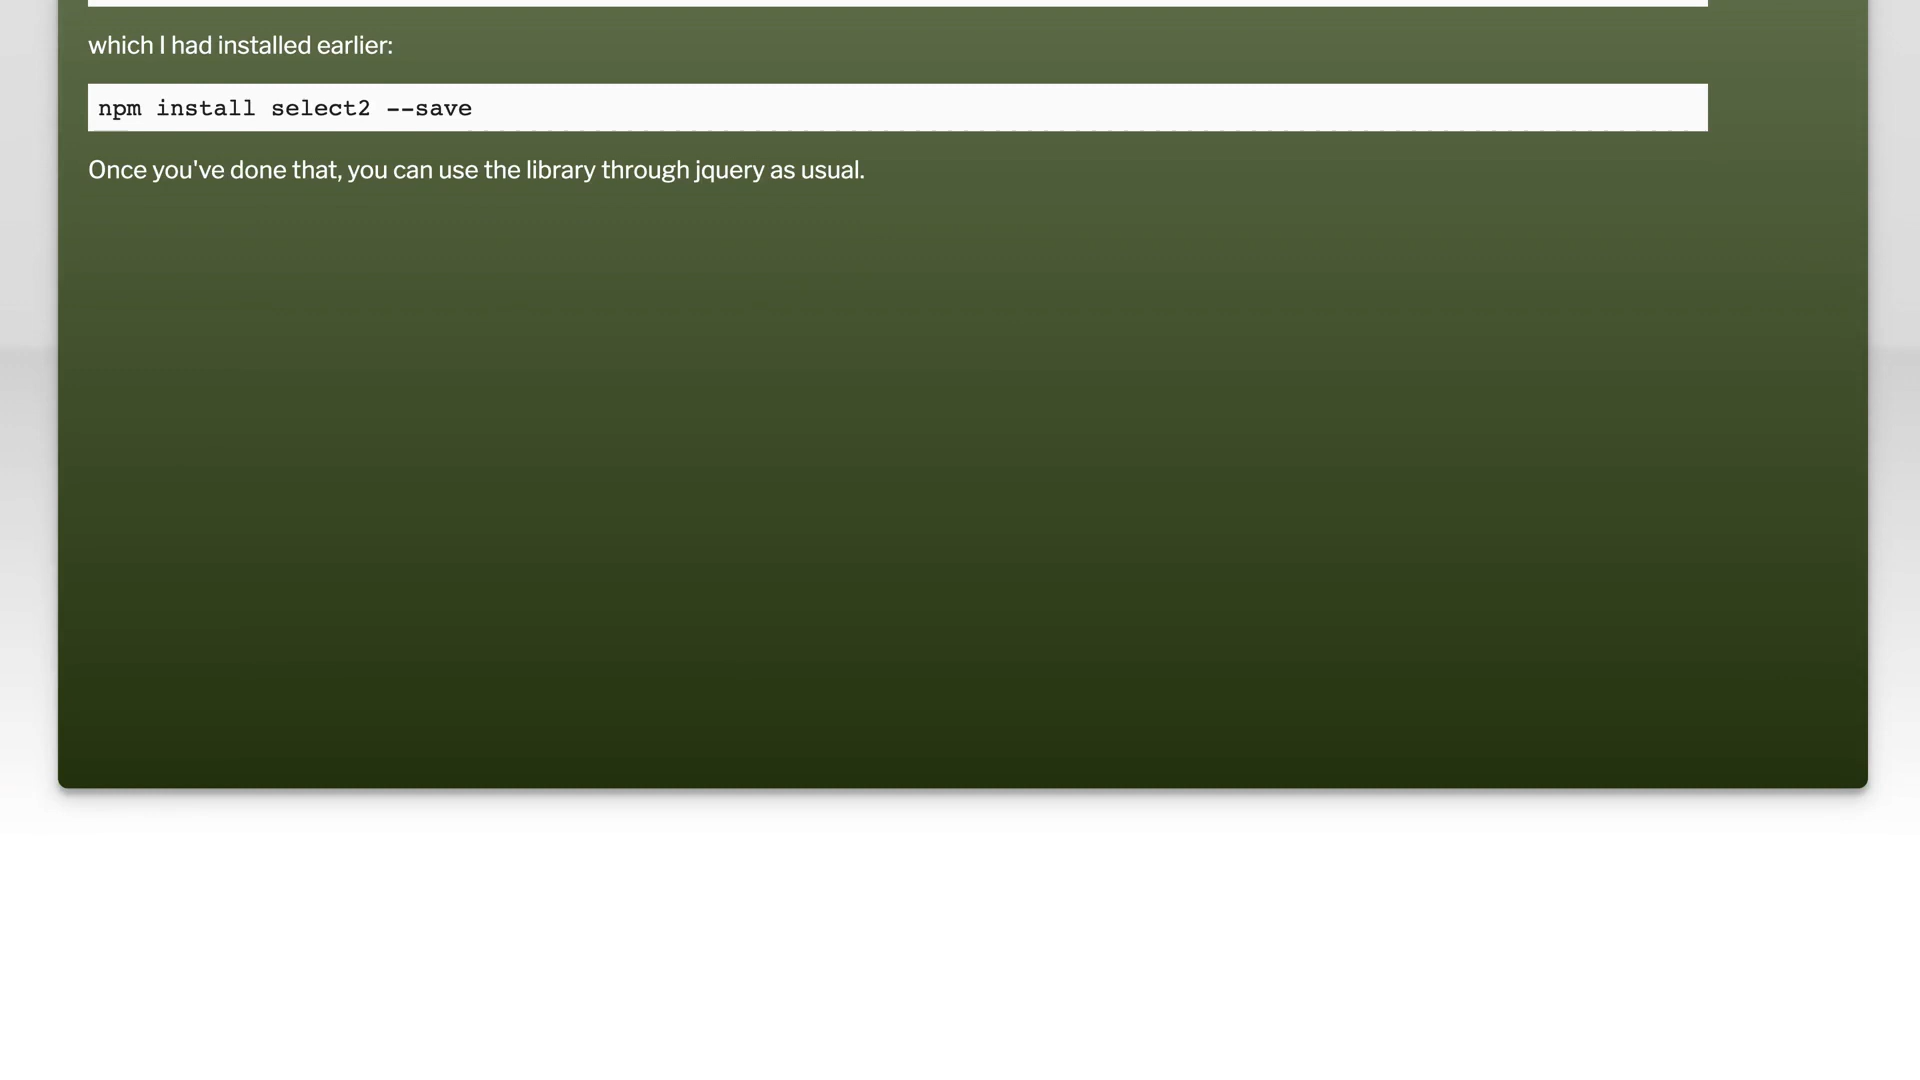 which I had installed earlier:
npm install select2 --save
Once you've done that, you can use the library through jquery as usual.